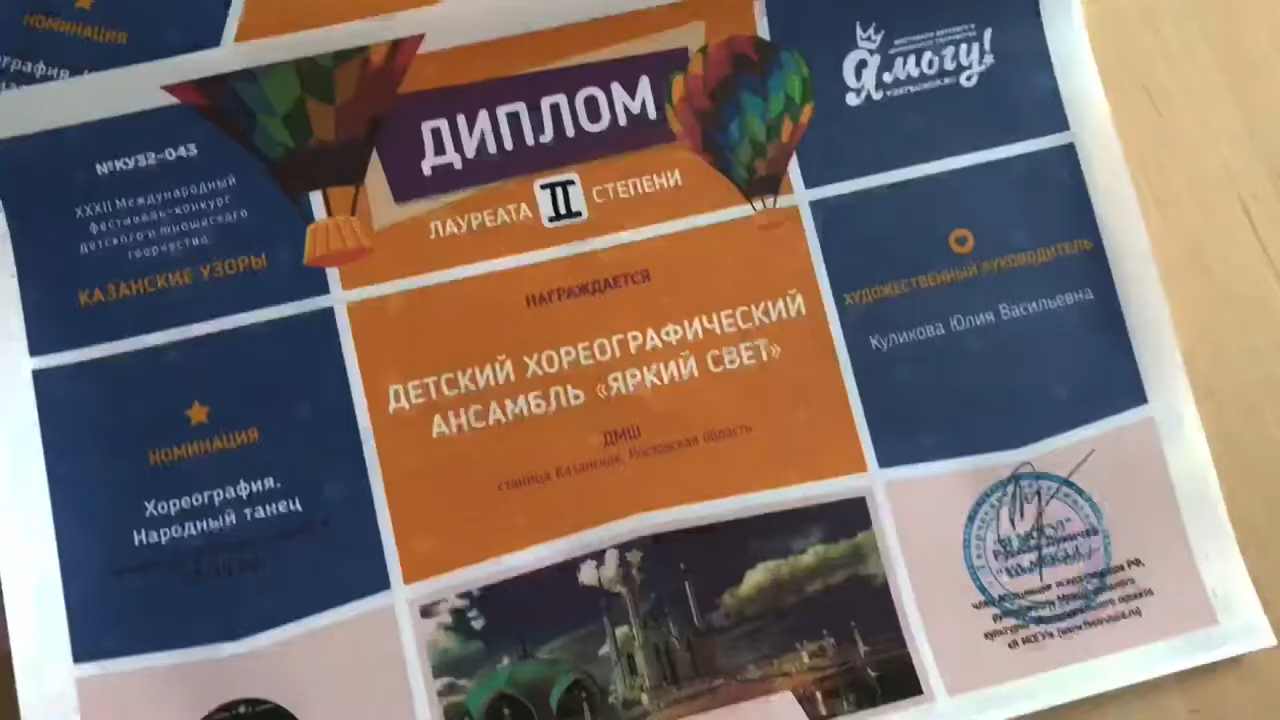 НОМИНАЦИЯ
ДИПЛОМ
ЛАУРЕАТА II СТЕПЕНИ
Я могу!
№КУ32-043
XXXII Международный
фестиваль-конкурс
детского и юношеского
творчества
КАЗАНСКИЕ УЗОРЫ
НАГРАЖДАЕТСЯ
ДЕТСКИЙ ХОРЕОГРАФИЧЕСКИЙ
АНСАМБЛЬ «ЯРКИЙ СВЕТ»
ДМШ
станица Казанская, Ростовская область
ХУДОЖЕСТВЕННЫЙ РУКОВОДИТЕЛЬ
Куликова Юлия Васильевна
НОМИНАЦИЯ
Хореография.
Народный танец